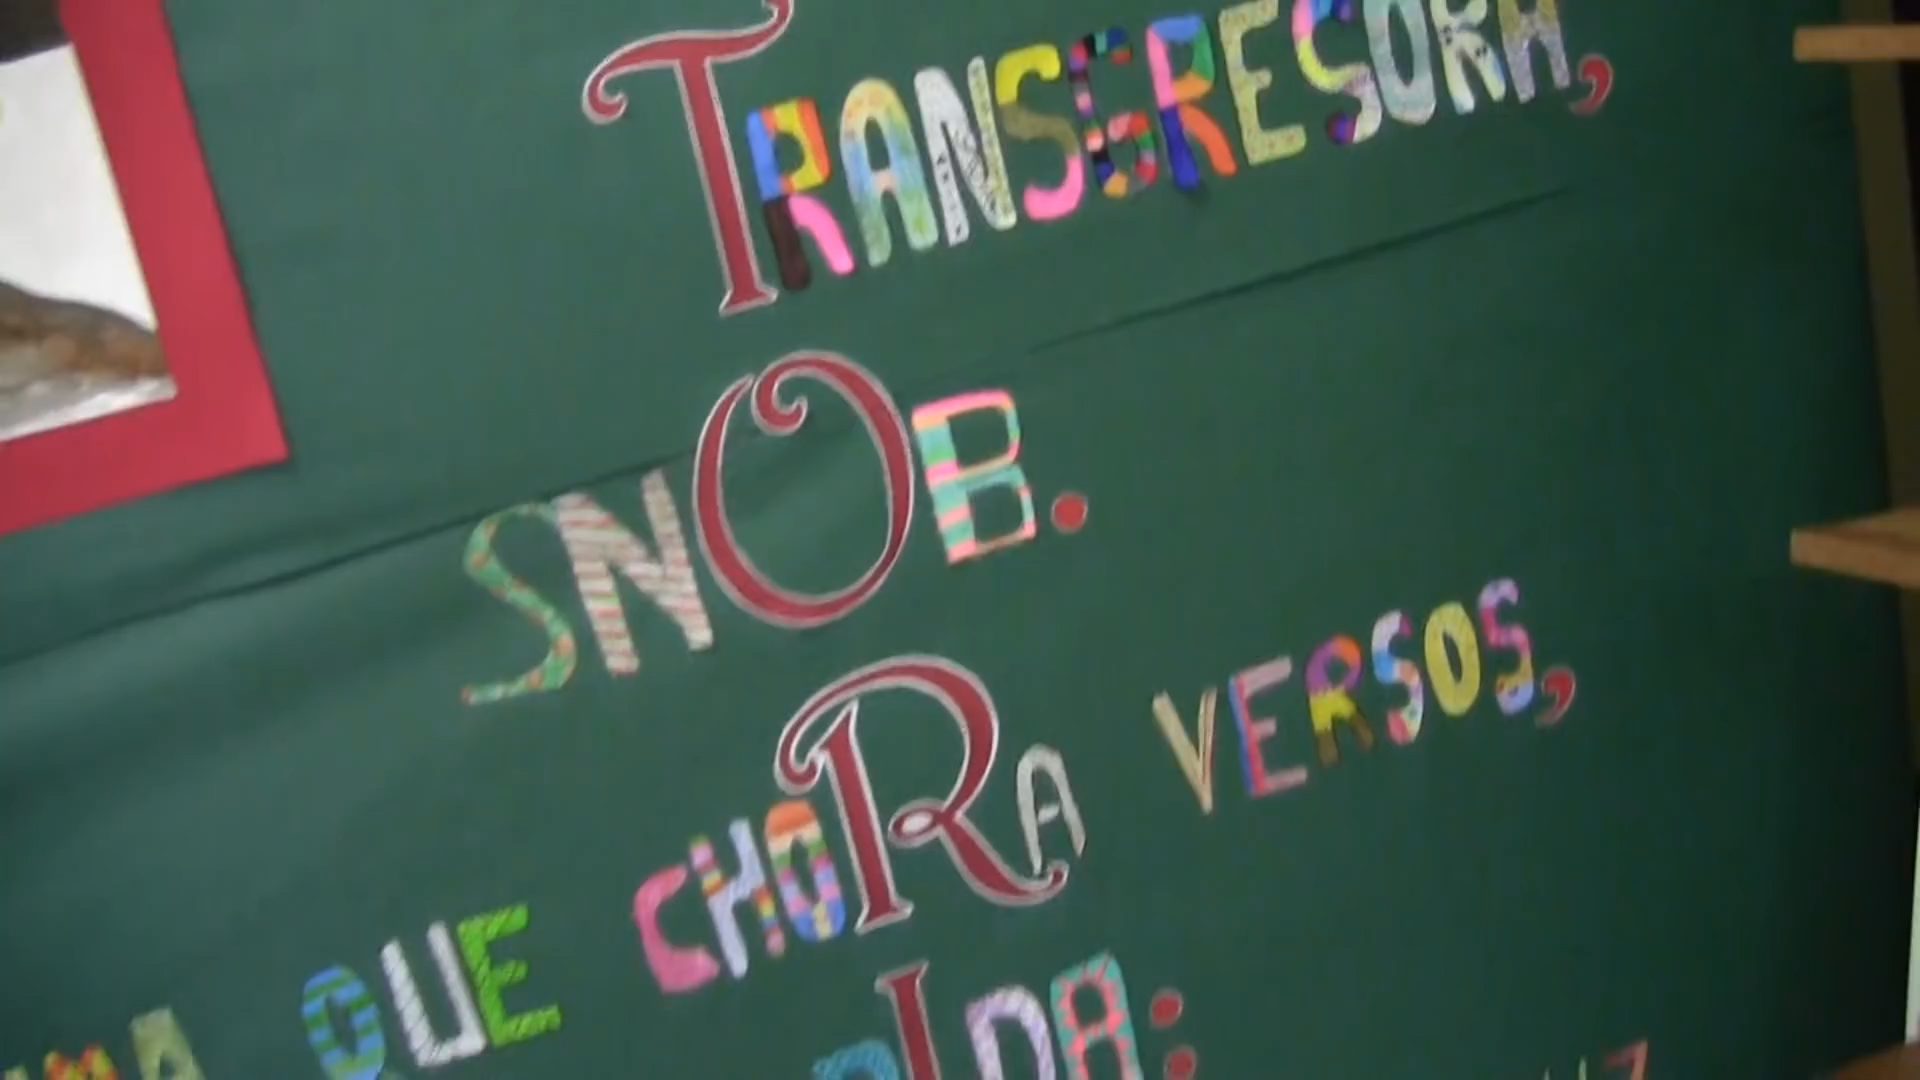 TRANSGRESORA,
SNOB.
QUE CHORA VERSOS,